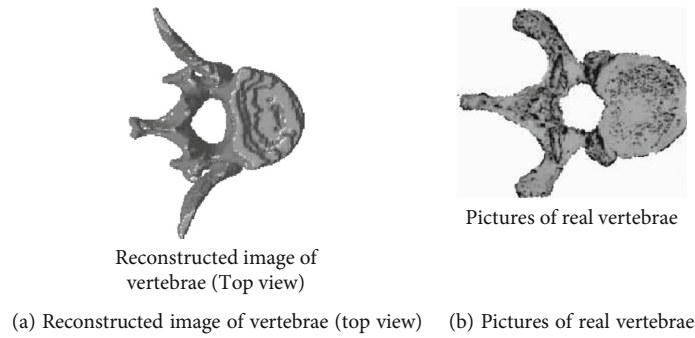 Reconstructed image of
vertebrae (Top view)
Pictures of real vertebrae
(a) Reconstructed image of vertebrae (top view)
(b) Pictures of real vertebrae